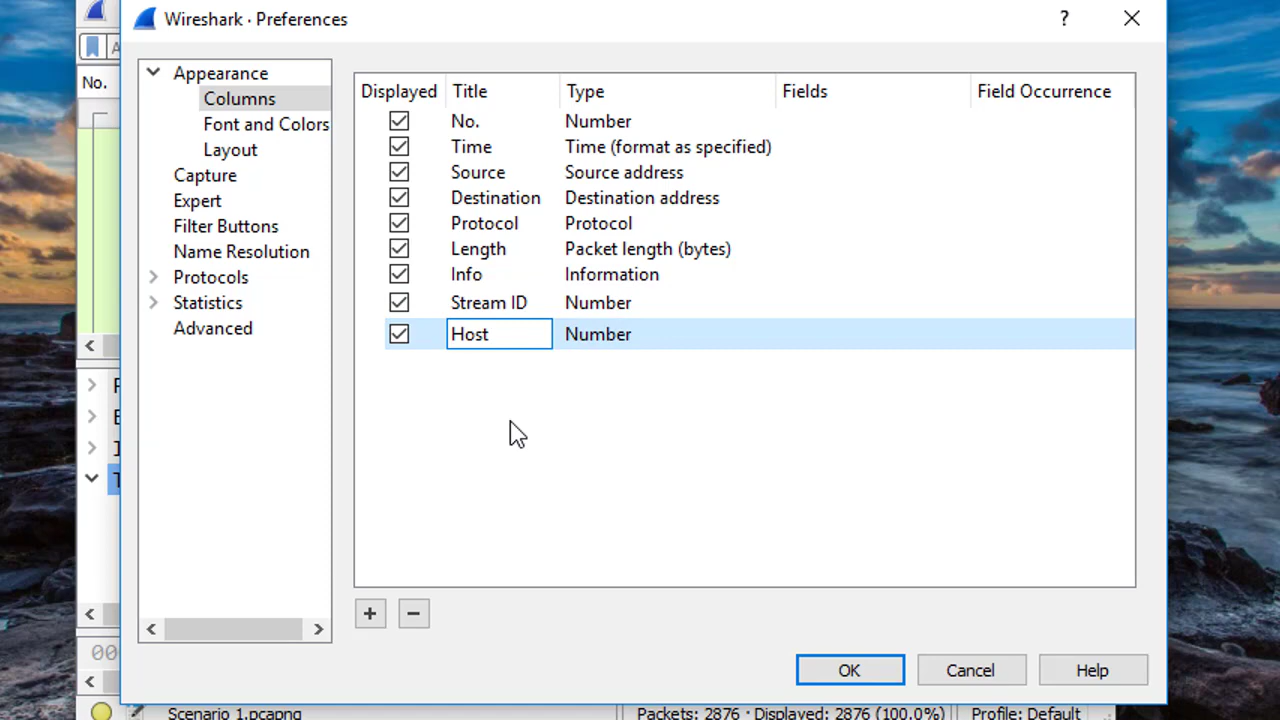 Wireshark · Preferences
?
A
No.
Appearance
Columns
Font and Colors
Layout
Capture
Expert
Filter Buttons
Name Resolution
Protocols
Statistics
Advanced
Displayed Title Type Fields Field Occurrence
No. Number
Time Time (format as specified)
Source Source address
Destination Destination address
Protocol Protocol
Length Packet length (bytes)
Info Information
Stream ID Number
Host Number
OK Cancel Help
Scenario 1.pcapng Packets: 2876 · Displayed: 2876 (100.0%) Profile: Default